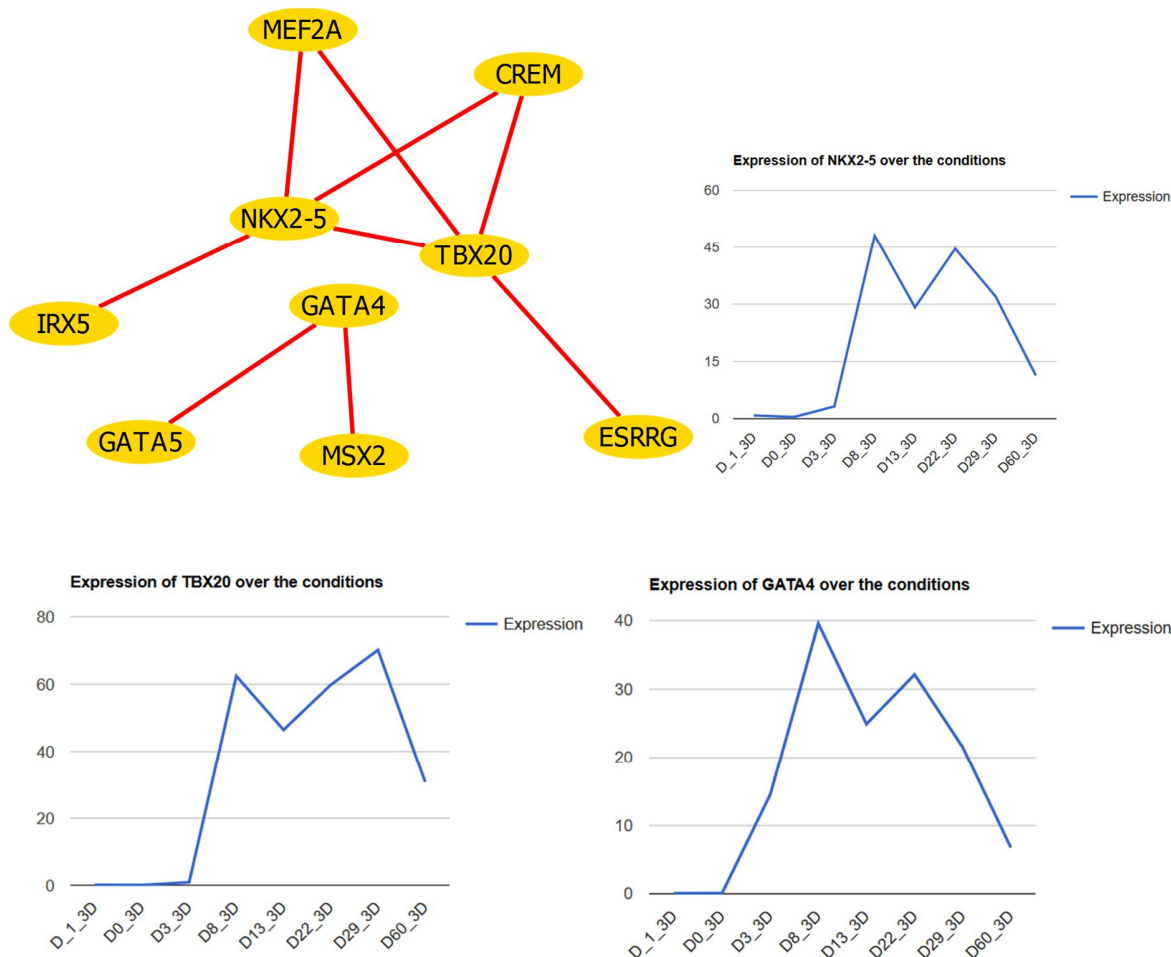 MEF2A
CREM
NKX2-5
TBX20
IRX5
GATA4
GATA5
MSX2
ESRRG
Expression of NKX2-5 over the conditions
60
45
30
15
0
Expression
D_1_3D
D0_3D
D3_3D
D8_3D
D13_3D
D22_3D
D29_3D
D60_3D
Expression of TBX20 over the conditions
80
60
40
20
0
Expression
D_1_3D
D0_3D
D3_3D
D8_3D
D13_3D
D22_3D
D29_3D
D60_3D
Expression of GATA4 over the conditions
40
30
20
10
0
Expression
D_1_3D
D0_3D
D3_3D
D8_3D
D13_3D
D22_3D
D29_3D
D60_3D